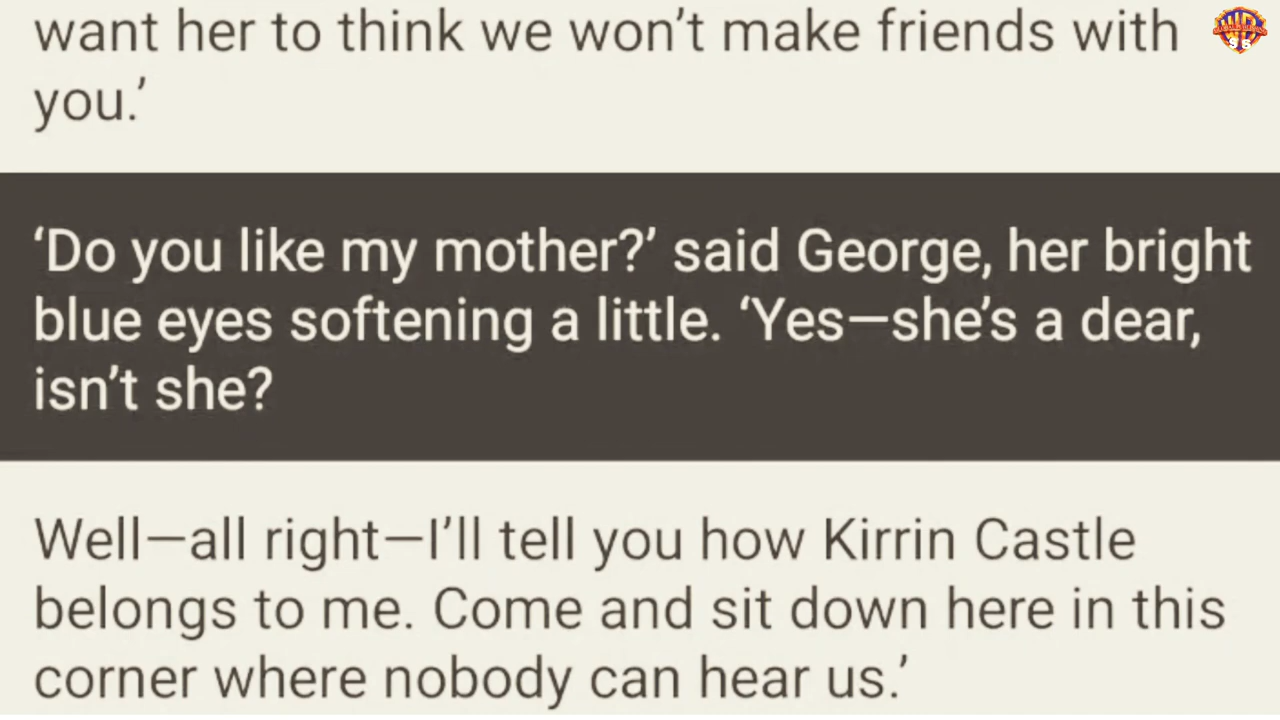 want her to think we won’t make friends with
you.’
‘Do you like my mother?’ said George, her bright
blue eyes softening a little. ‘Yes—she’s a dear,
isn’t she?
Well—all right—I’ll tell you how Kirrin Castle
belongs to me. Come and sit down here in this
corner where nobody can hear us.’